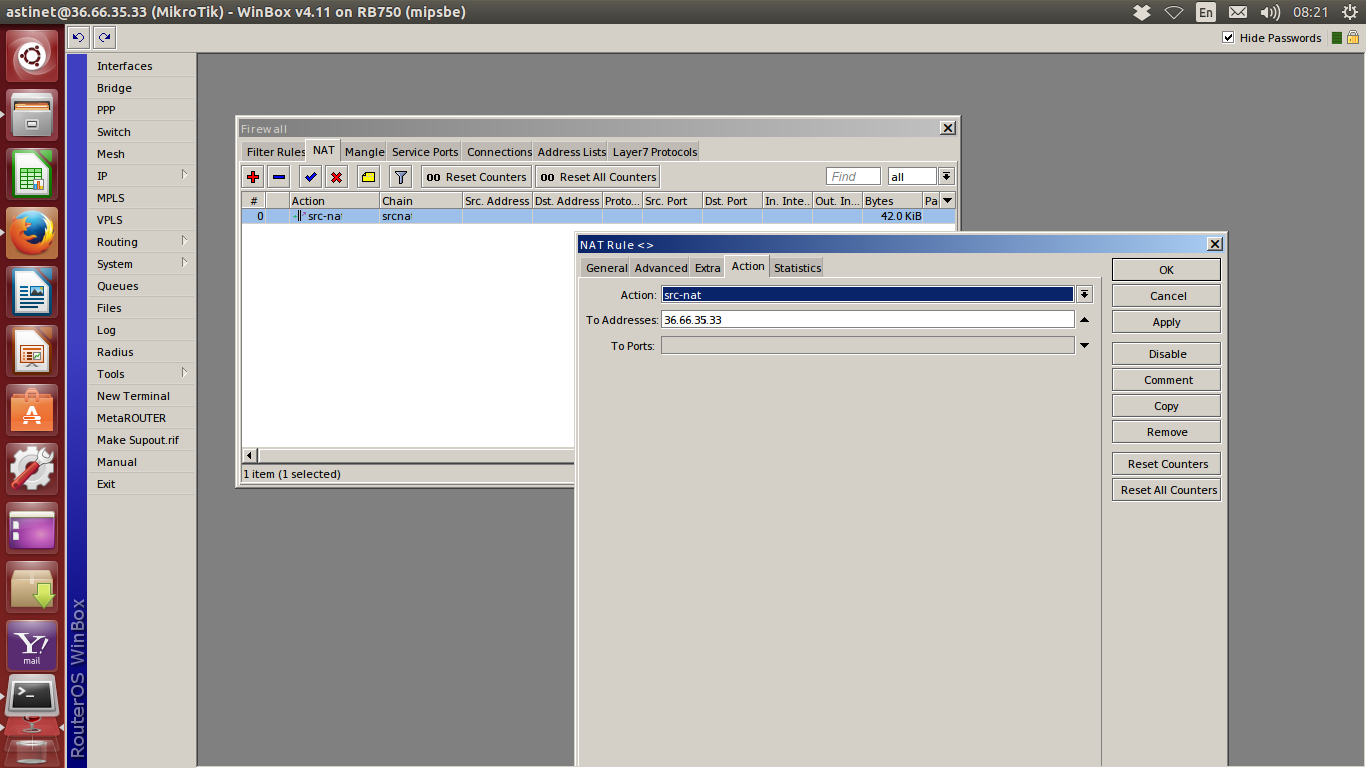 astinet@36.66.35.33 (MikroTik) - WinBox v4.11 on RB750 (mipsbe)
En
08:21
Hide Passwords
Interfaces
Bridge
PPP
Switch
Mesh
IP
MPLS
VPLS
Routing
System
Queues
Files
Log
Radius
Tools
New Terminal
MetaROUTER
Make Supout.rif
Manual
Exit
RouterOS WinBox
Y!
mail
Firewall
Filter Rules NAT Mangle Service Ports Connections Address Lists Layer7 Protocols
00 Reset Counters 00 Reset All Counters Find all
# Action Chain Src. Address Dst. Address Proto... Src. Port Dst. Port In. Inte... Out. In... Bytes Pa
0 src-nat srcnat 42.0 KiB
1 item (1 selected)
NAT Rule <>
General Advanced Extra Action Statistics
Action: src-nat
To Addresses: 36.66.35.33
To Ports:
OK
Cancel
Apply
Disable
Comment
Copy
Remove
Reset Counters
Reset All Counters